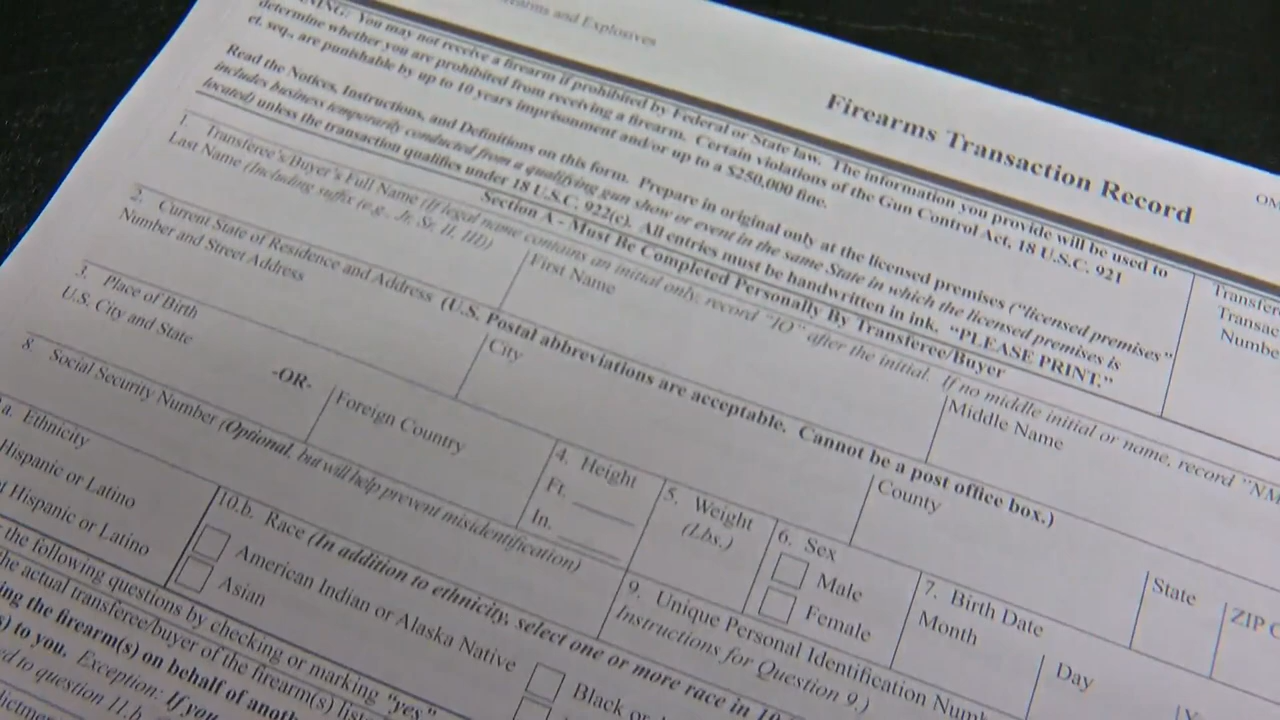 Firearms and Explosives
Firearms Transaction Record
WARNING: You may not receive a firearm if prohibited by Federal or State law. The information you provide will be used to
determine whether you are prohibited from receiving a firearm. Certain violations of the Gun Control Act, 18 U.S.C. 921
et. seq., are punishable by up to 10 years imprisonment and/or up to a $250,000 fine.
Read the Notices, Instructions, and Definitions on this form. Prepare in original only at the licensed premises ("licensed premises"
includes business temporarily conducted from a qualifying gun show or event in the same State in which the licensed premises is
located) unless the transaction qualifies under 18 U.S.C. 922(c). All entries must be handwritten in ink. "PLEASE PRINT."
Section A - Must Be Completed Personally By Transferee/Buyer
1. Transferee's/Buyer's Full Name (If legal name contains an initial only, record "IO" after the initial. If no middle initial or name, record "NM
Last Name (Including suffix (e.g., Jr, Sr, II, III))
First Name
Middle Name
2. Current State of Residence and Address (U.S. Postal abbreviations are acceptable. Cannot be a post office box.)
Number and Street Address
City
County
State
ZIP C
3. Place of Birth
U.S. City and State
-OR-
Foreign Country
4. Height
Ft.
In.
5. Weight
(Lbs.)
6. Sex
Male
Female
7. Birth Date
Month
Day
8. Social Security Number (Optional, but will help prevent misidentification)
9. Unique Personal Identification Num
Instructions for Question 9.)
a. Ethnicity
Hispanic or Latino
Hispanic or Latino
10.b. Race (In addition to ethnicity, select one or more race in 10
American Indian or Alaska Native
Asian
Black or
the following questions by checking or marking "yes"
the actual transferee/buyer of the firearm(s) list
ing the firearm(s) on behalf of anoth
s) to you. Exception: If you
ed to question 11.b
dictmen